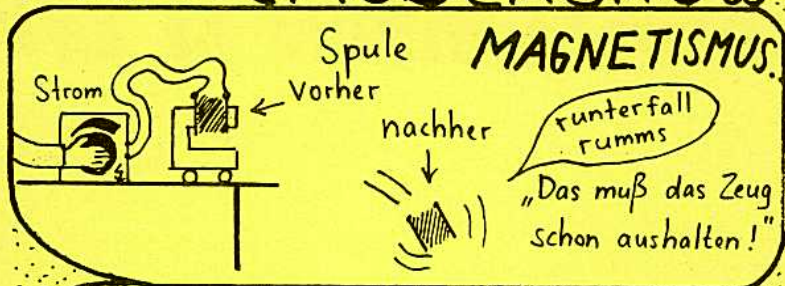 MAGNETISMUS.
Spule
Strom
Vorher
nachher
runterfall
rumms
„Das muß das Zeug
schon aushalten!"